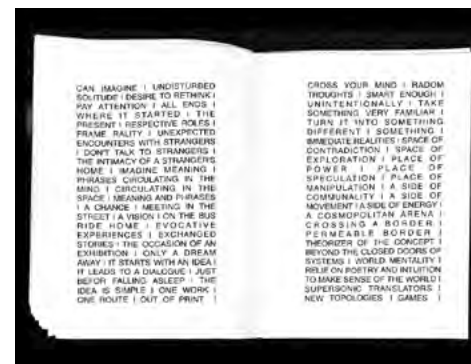 CAN IMAGINE | UNDISTURBED
SOLITUDE | DESIRE TO RETHINK |
PAY ATTENTION | ALL ENDS |
WHERE IT STARTED | THE
PRESENT | RESPECTIVE ROLES |
FRAME RALITY | UNEXPECTED
ENCOUNTERS WITH STRANGERS
| DON'T TALK TO STRANGERS |
THE INTIMACY OF A STRANGERS
HOME | IMAGINE MEANING |
PHRASES CIRCULATING IN THE
MIND | CIRCULATING IN THE
SPACE | MEANING AND PHRASES
| A CHANCE | MEETING IN THE
STREET | A VISION | ON THE BUS
RIDE HOME | EVOCATIVE
EXPERIENCES | EXCHANGED
STORIES | THE OCCASION OF AN
EXHIBITION | ONLY A DREAM
AWAY | IT STARTS WITH AN IDEA |
IT LEADS TO A DIALOGUE | JUST
BEFOR FALLING ASLEEP | THE
IDEA IS SIMPLE | ONE WORK |
ONE ROUTE | OUT OF PRINT |
CROSS YOUR MIND | RADOM
THOUGHTS | SMART ENOUGH |
UNINTENTIONALLY | TAKE
SOMETHING VERY FAMILIAR |
TURN IT INTO SOMETHING
DIFFERENT | SOMETHING |
IMMEDIATE REALITIES | SPACE OF
CONTRADICTION | SPACE OF
EXPLORATION | PLACE OF
POWER | PLACE OF
SPECULATION | PLACE OF
MANIPULATION | A SIDE OF
COMMUNALITY | A SIDE OF
MOVEMENT | A SIDE OF ENERGY |
A COSMOPOLITAN ARENA |
CROSSING A BORDER |
PERMEABLE BORDER |
THEORIZER OF THE CONCEPT |
BEYOND THE CLOSED DOORS OF
SYSTEMS | WORLD MENTALITY |
RELIE ON POETRY AND INTUITION
TO MAKE SENSE OF THE WORLD |
SUPERSONIC TRANSLATORS |
NEW TOPOLOGIES | GAMES |